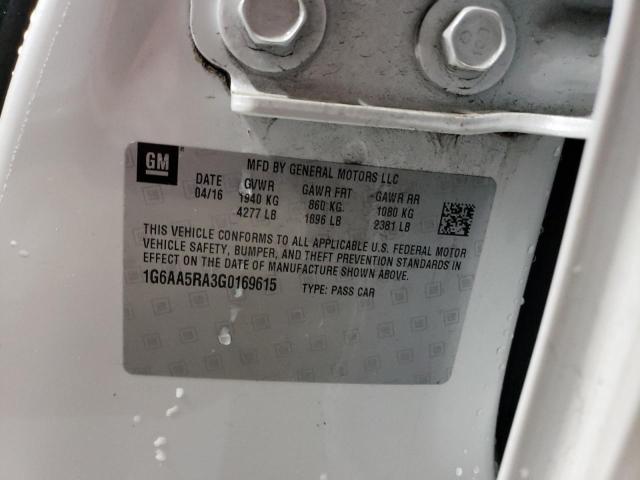 GM
MFD BY GENERAL MOTORS LLC
DATE GVWR GAWR FRT GAWR RR
04/16 1940 KG 860 KG 1080 KG
4277 LB 1896 LB 2381 LB
THIS VEHICLE CONFORMS TO ALL APPLICABLE U.S. FEDERAL MOTOR
VEHICLE SAFETY, BUMPER, AND THEFT PREVENTION STANDARDS IN
EFFECT ON THE DATE OF MANUFACTURE SHOWN ABOVE.
1G6AA5RA3G0169615 TYPE: PASS CAR